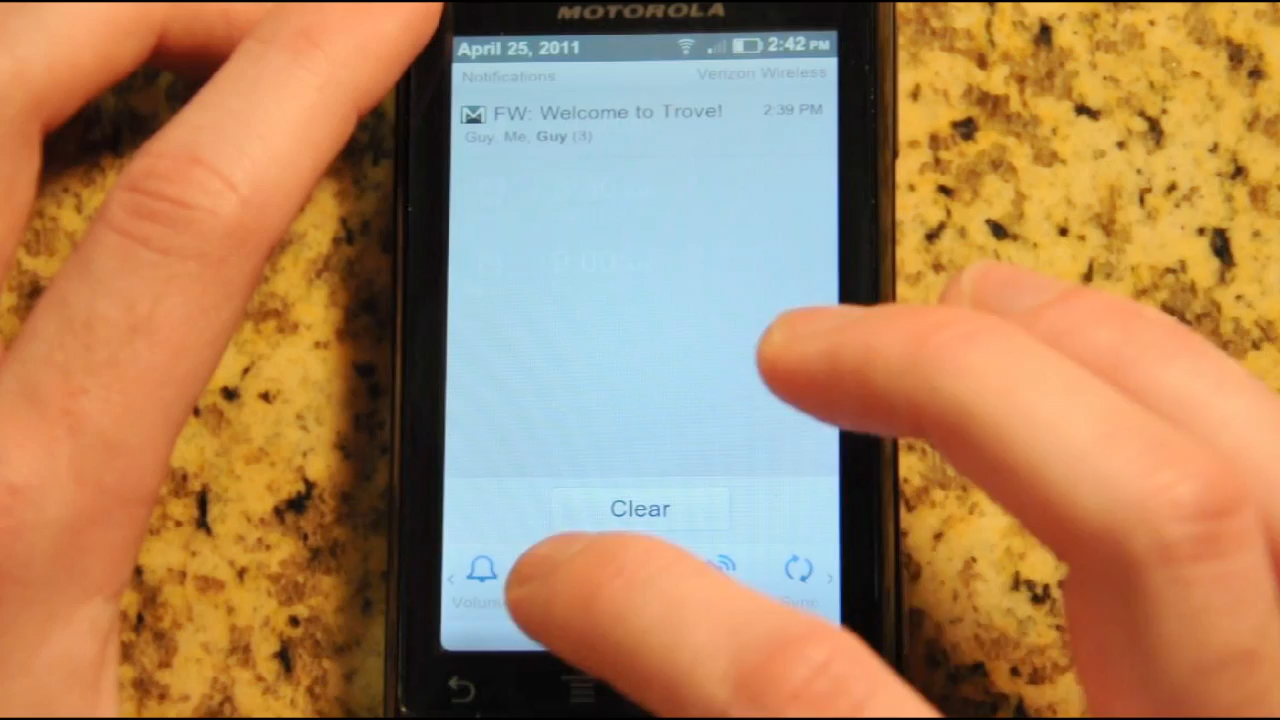 MOTOROLA
April 25, 2011 2:42 PM
Notifications Verizon Wireless
FW: Welcome to Trove! 2:39 PM
Guy, Me, Guy (3)
Clear
Sync